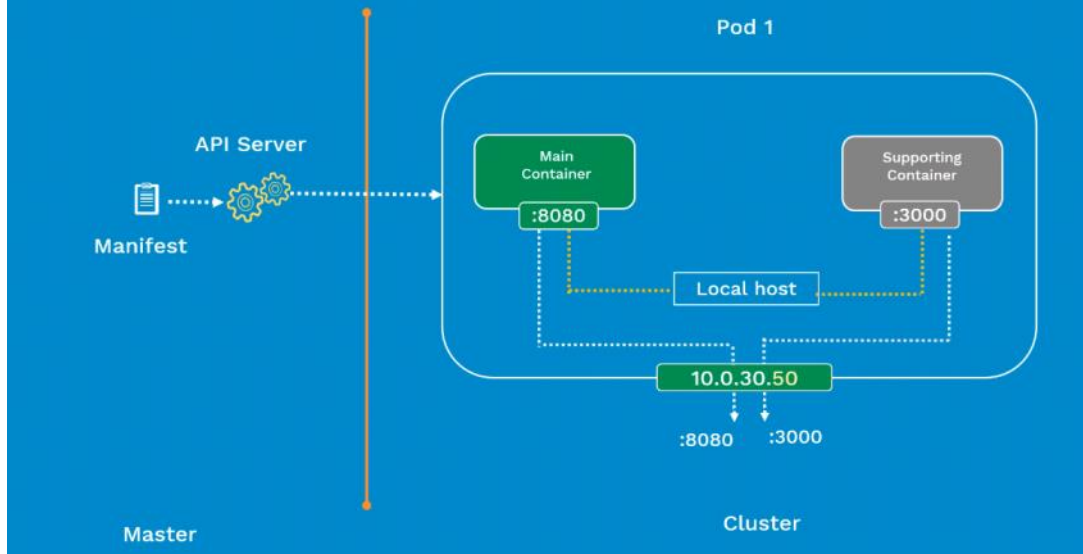 Pod 1
API Server
Manifest
Main
Container
:8080
Supporting
Container
:3000
Local host
10.0.30.50
:8080
:3000
Master
Cluster